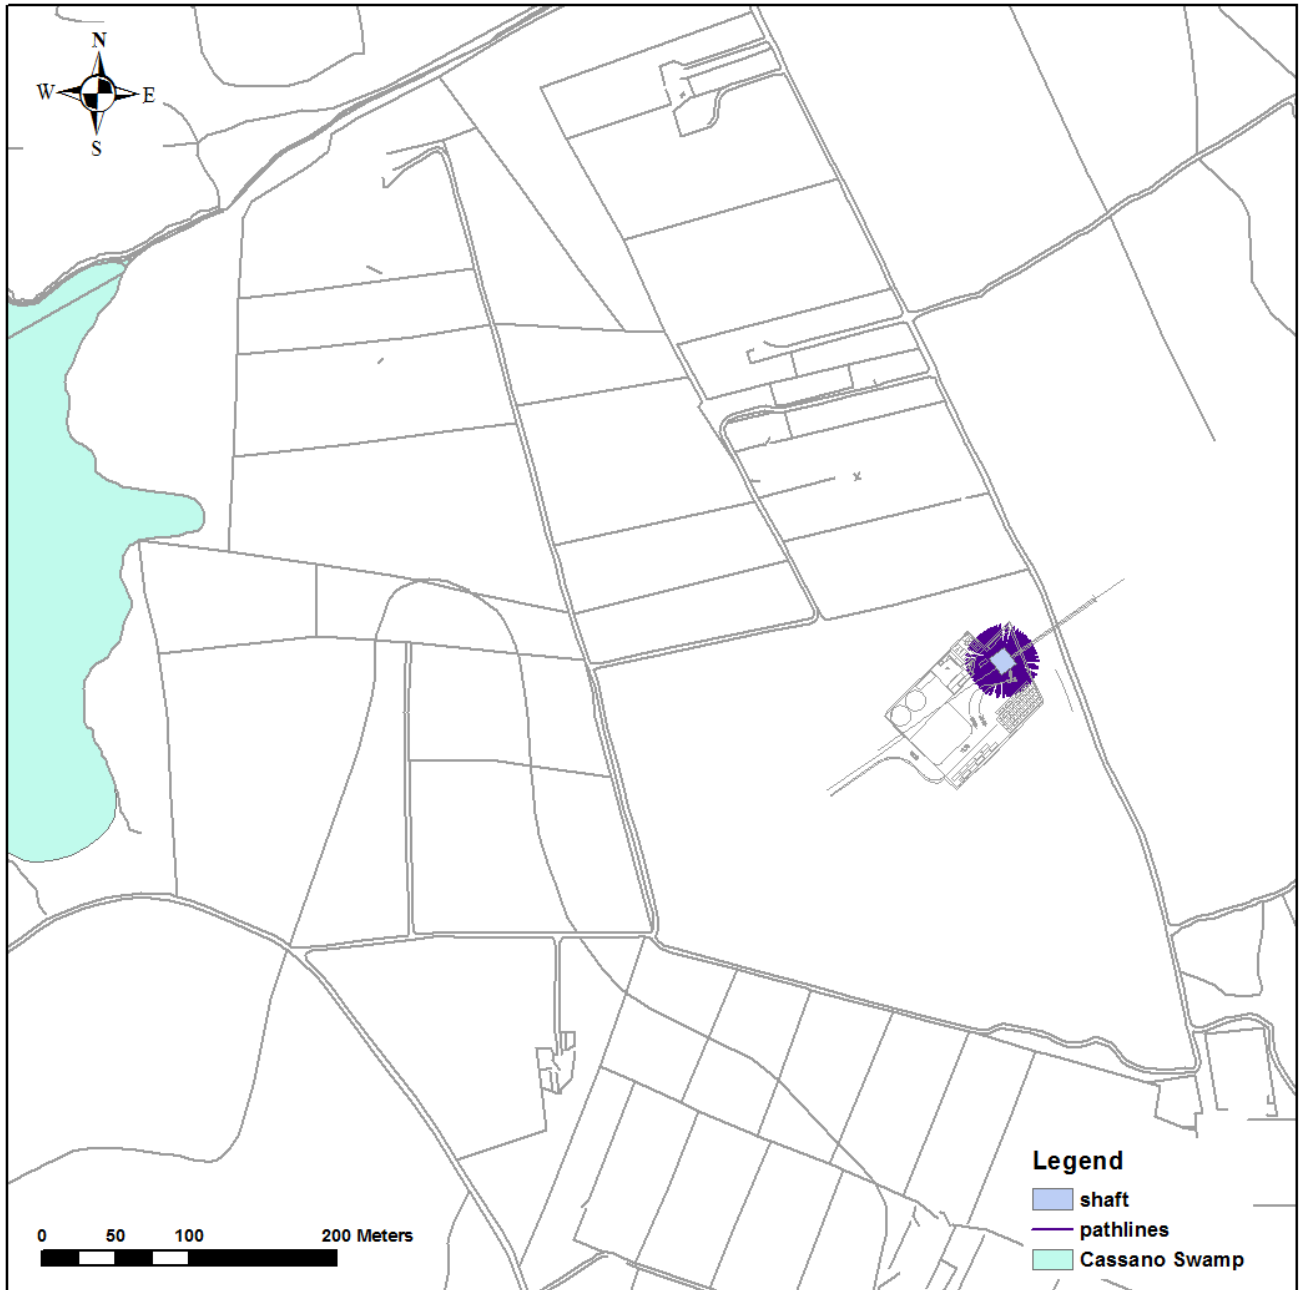 N
W E
S
Legend
shaft
pathlines
Cassano Swamp
0 50 100 200 Meters